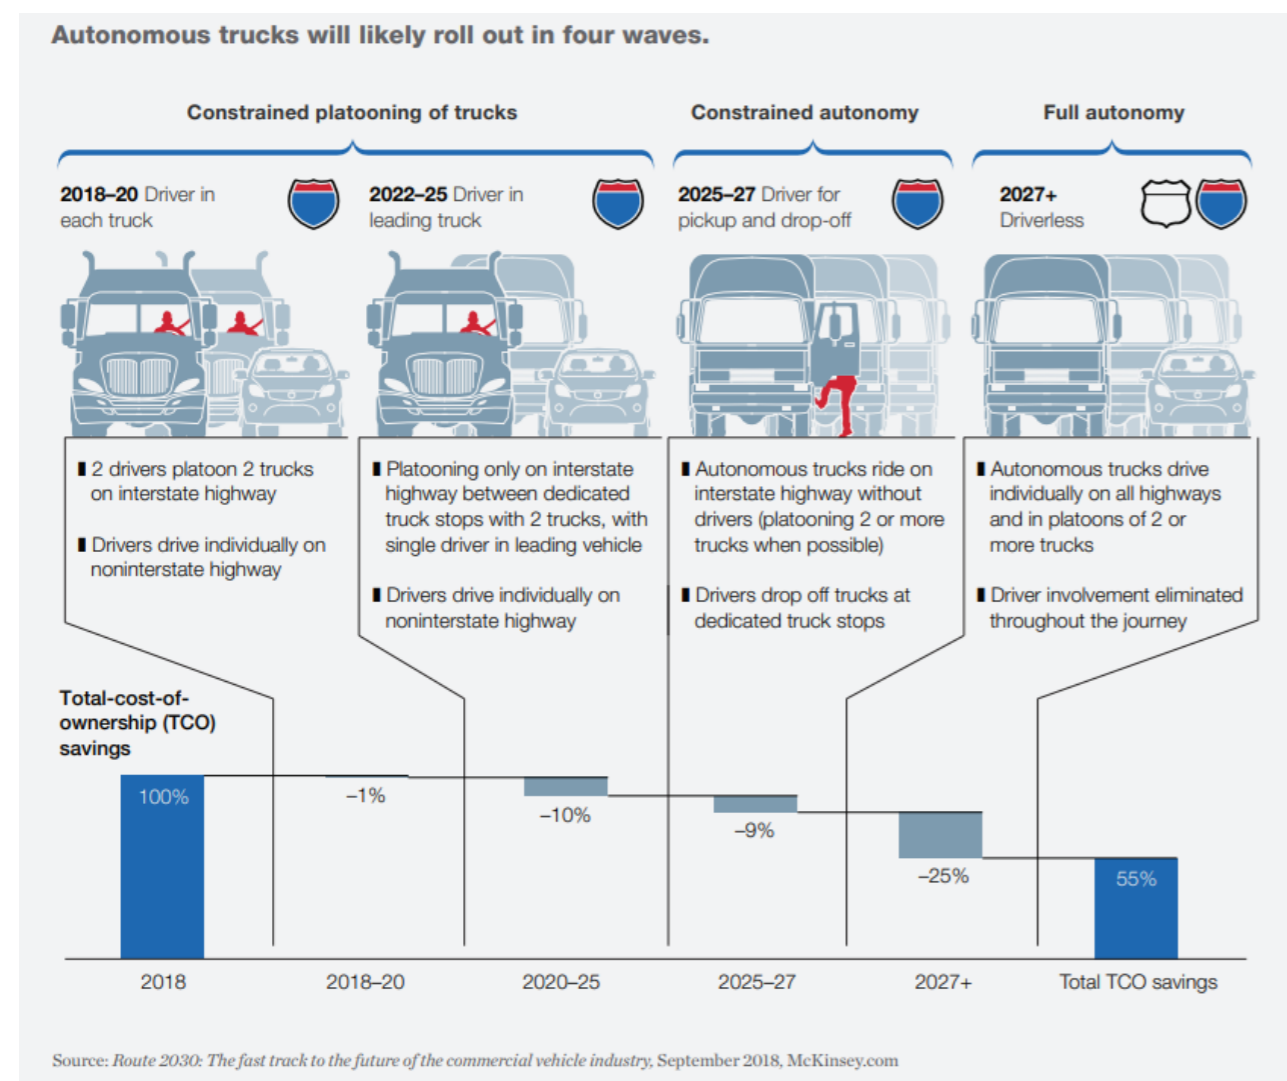 Autonomous trucks will likely roll out in four waves.
Constrained platooning of trucks
Constrained autonomy
Full autonomy
2018–20 Driver in
each truck
2022–25 Driver in
leading truck
2025–27 Driver for
pickup and drop-off
2027+
Driverless
2 drivers platoon 2 trucks
on interstate highway
Drivers drive individually on
noninterstate highway
Platooning only on interstate
highway between dedicated
truck stops with 2 trucks, with
single driver in leading vehicle
Drivers drive individually on
noninterstate highway
Autonomous trucks ride on
interstate highway without
drivers (platooning 2 or more
trucks when possible)
Drivers drop off trucks at
dedicated truck stops
Autonomous trucks drive
individually on all highways
and in platoons of 2 or
more trucks
Driver involvement eliminated
throughout the journey
Total-cost-of-
ownership (TCO)
savings
100%
–1%
–10%
–9%
–25%
55%
2018
2018–20
2020–25
2025–27
2027+
Total TCO savings
Source: Route 2030: The fast track to the future of the commercial vehicle industry, September 2018, McKinsey.com